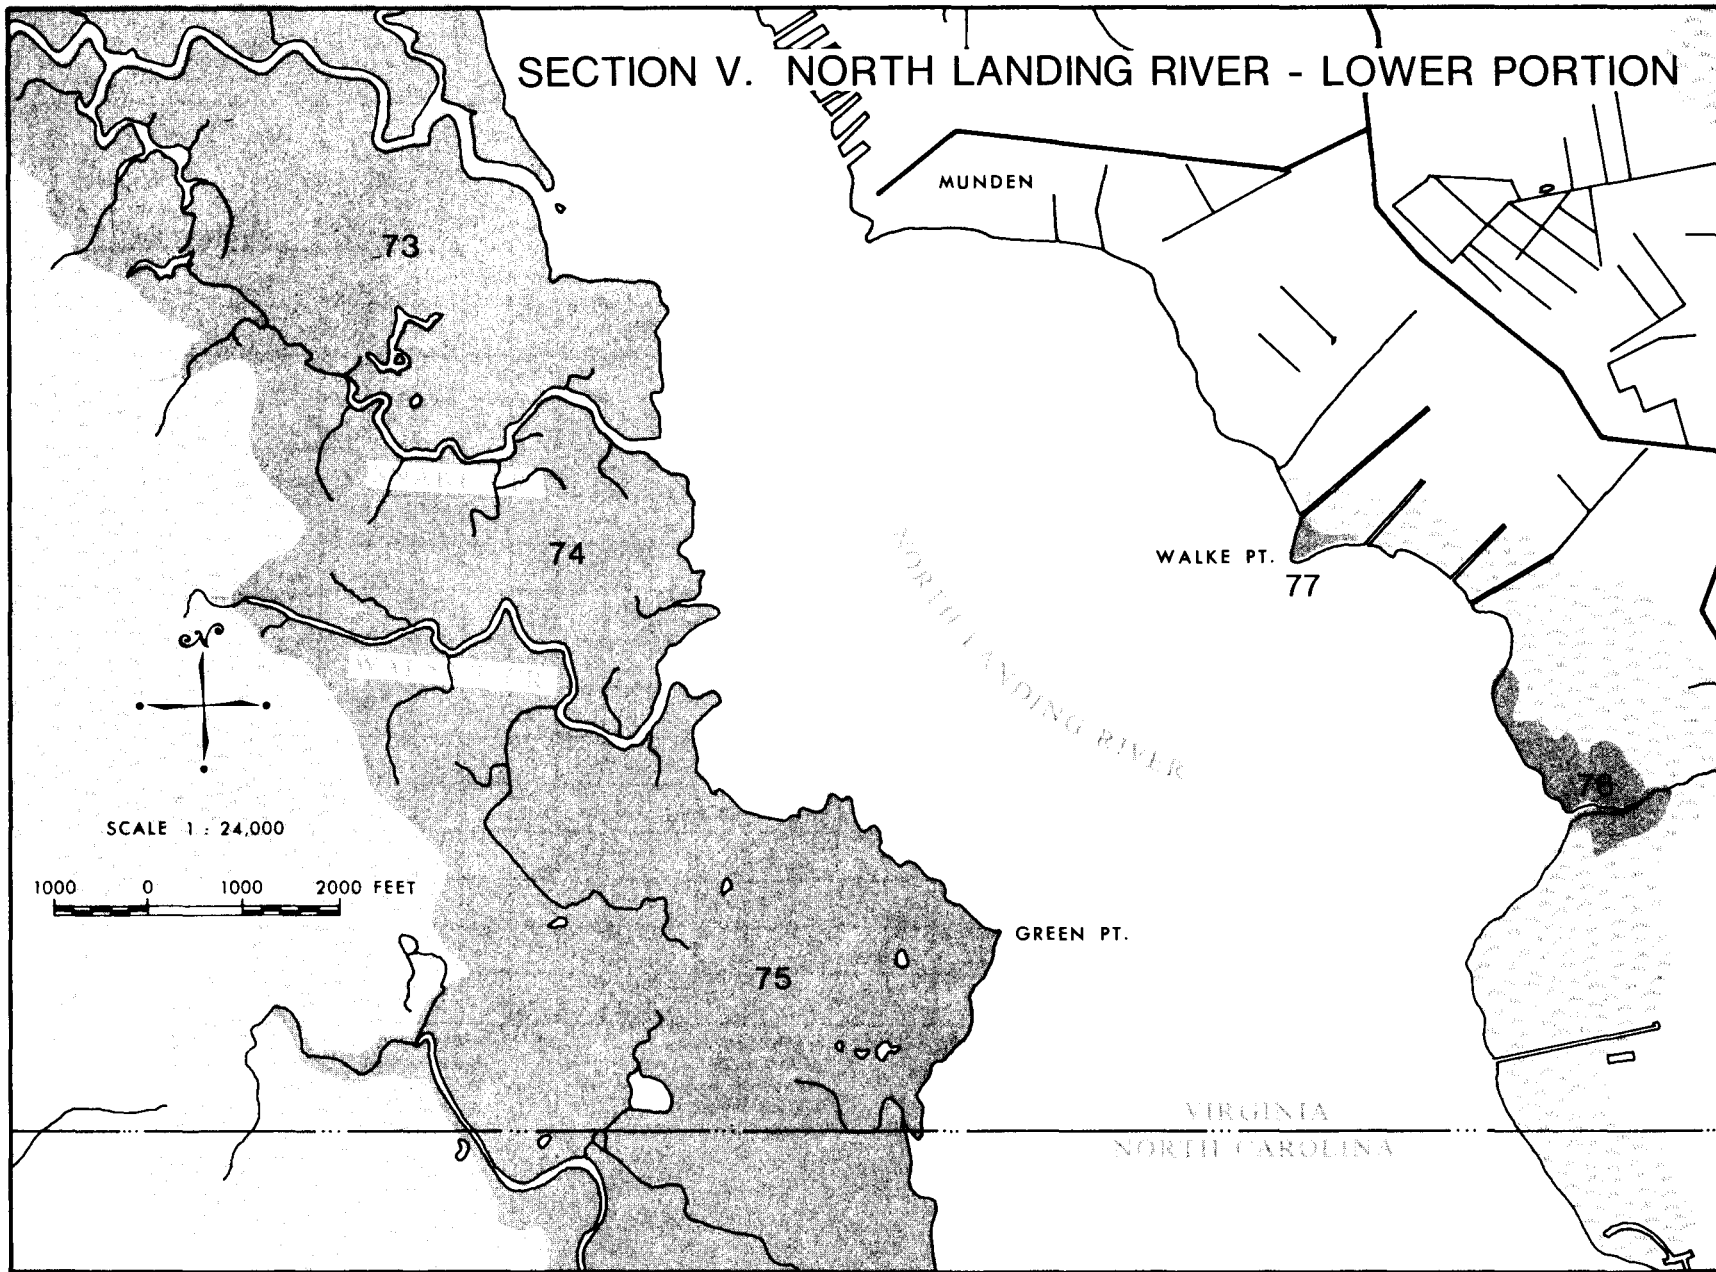 SECTION V. NORTH LANDING RIVER - LOWER PORTION
MUNDEN
73
74
WALKE PT.
77
NORTH LANDING RIVER
N
76
SCALE 1 : 24,000
1000 0 1000 2000 FEET
GREEN PT.
75
VIRGINIA
NORTH CAROLINA